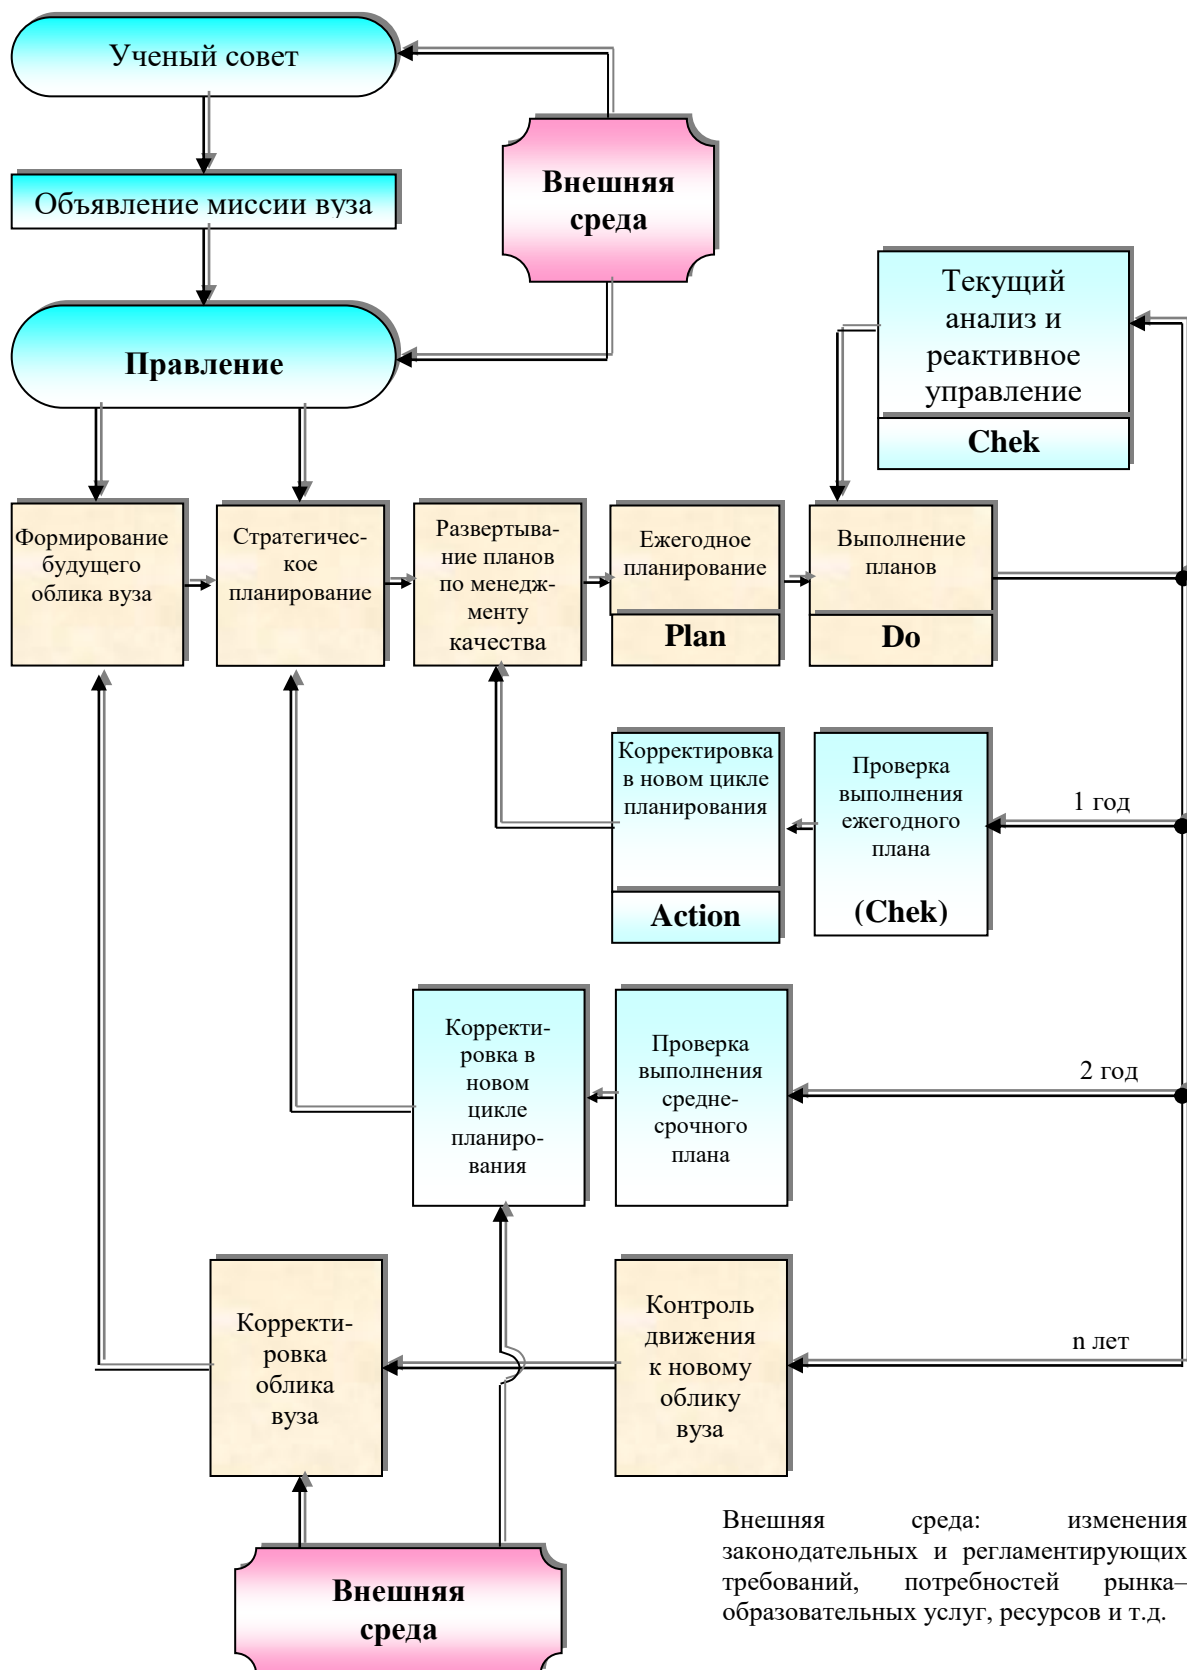 Ученый совет
Внешняя
среда
Объявление миссии вуза
Правление
Текущий
анализ и
реактивное
управление
Chek
Формирование
будущего
облика вуза
Стратегичес-
кое
планирование
Развертыва-
ние планов
по менедж-
менту
качества
Ежегодное
планирование
Plan
Выполнение
планов
Do
Корректировка
в новом цикле
планирования
Action
Проверка
выполнения
ежегодного
плана
(Chek)
1 год
Корректи-
ровка в
новом
цикле
планиро-
вания
Проверка
выполнения
средне-
срочного
плана
2 год
Корректи-
ровка
облика
вуза
Контроль
движения
к новому
облику
вуза
n лет
Внешняя
среда
Внешняя среда: изменения
законодательных и регламентирующих
требований, потребностей рынка–
образовательных услуг, ресурсов и т.д.